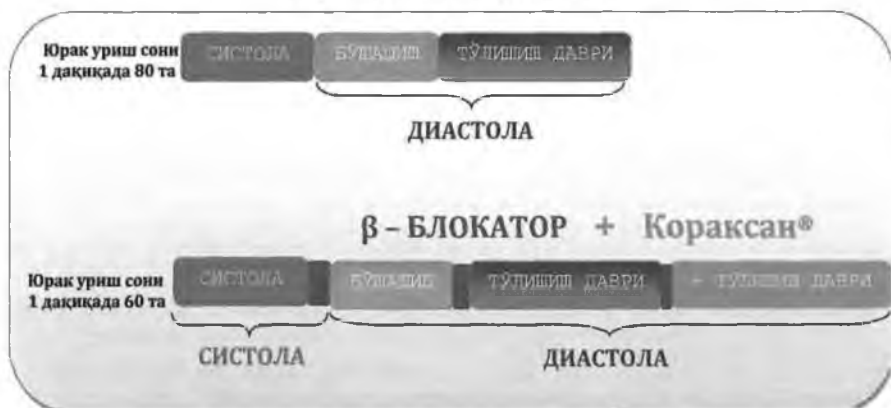 Юрак уриш сони
1 дақиқада 80 та
СИСТОЛА БЎШАШИШ ТЎЛИШИШ ДАВРИ
ДИАСТОЛА
β – БЛОКАТОР + Кораксан®
Юрак уриш сони
1 дақиқада 60 та
СИСТОЛА БЎШАШИШ ТЎЛИШИШ ДАВРИ + ТЎЛИШИШ ДАВРИ
СИСТОЛА ДИАСТОЛА